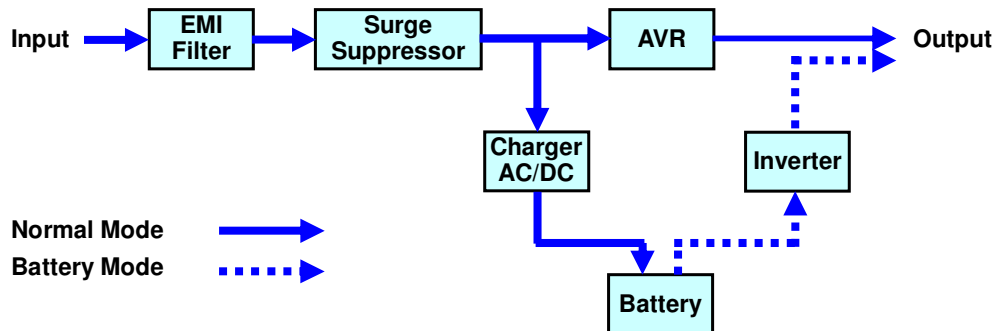 Input
EMI
Filter
Surge
Suppressor
AVR
Output
Charger
AC/DC
Inverter
Normal Mode
Battery Mode
Battery